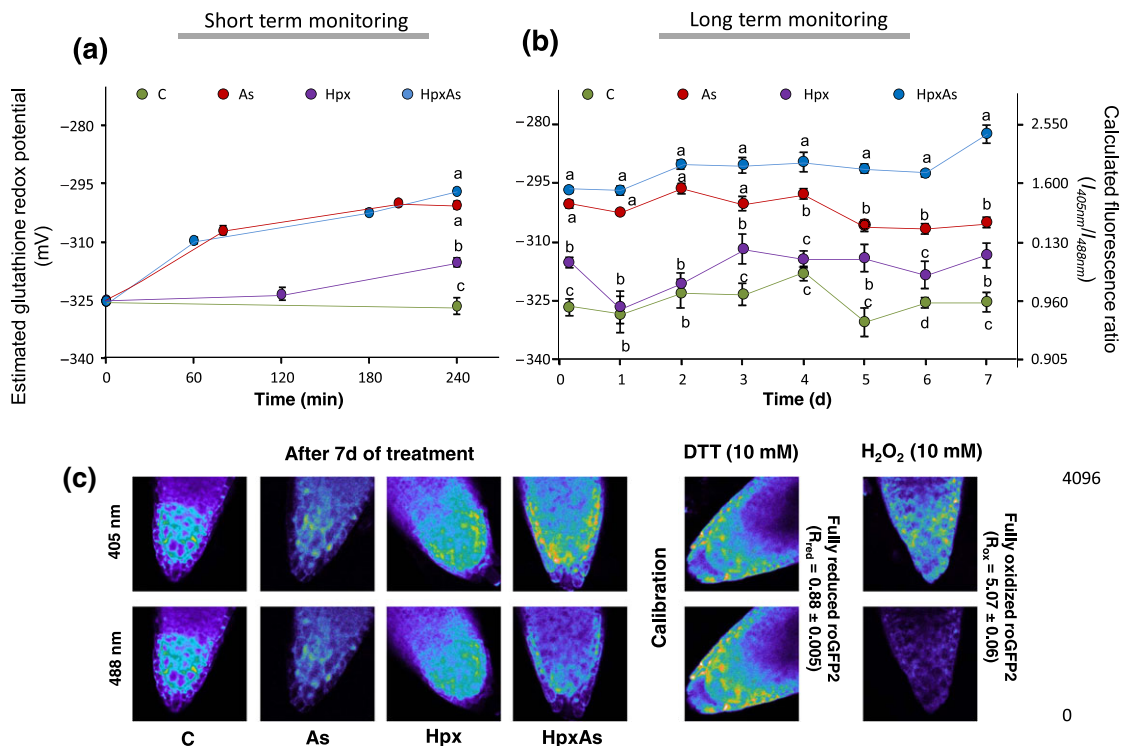 Short term monitoring
Long term monitoring
(a)
(b)
C
As
Hpx
HpxAs
C
As
Hpx
HpxAs
Estimated glutathione redox potential
(mV)
−280
−295
−310
−325
−340
a
a
b
c
0
60
120
180
240
Time (min)
−280
−295
−310
−325
−340
a
a
a
a
a
a
a
a
a
a
a
a
b
b
b
b
b
b
b
b
c
c
b
c
c
b
c
c
c
b
b
d
c
0
1
2
3
4
5
6
7
Time (d)
2.550
1.600
0.130
0.960
0.905
Calculated fluorescence ratio
(I405nm/I488nm)
(c)
After 7d of treatment
DTT (10 mM)
H2O2 (10 mM)
405 nm
488 nm
C
As
Hpx
HpxAs
Calibration
Fully reduced roGFP2
(Rred = 0.88 ± 0.005)
Fully oxidized roGFP2
(Rox = 5.07 ± 0.06)
4096
0